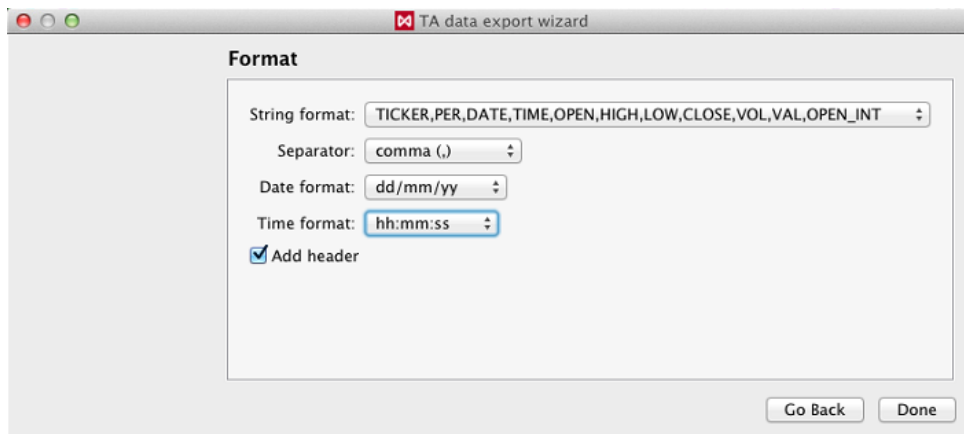 TA data export wizard
Format
String format: TICKER,PER,DATE,TIME,OPEN,HIGH,LOW,CLOSE,VOL,VAL,OPEN_INT
Separator: comma (,)
Date format: dd/mm/yy
Time format: hh:mm:ss
Add header
Go Back Done